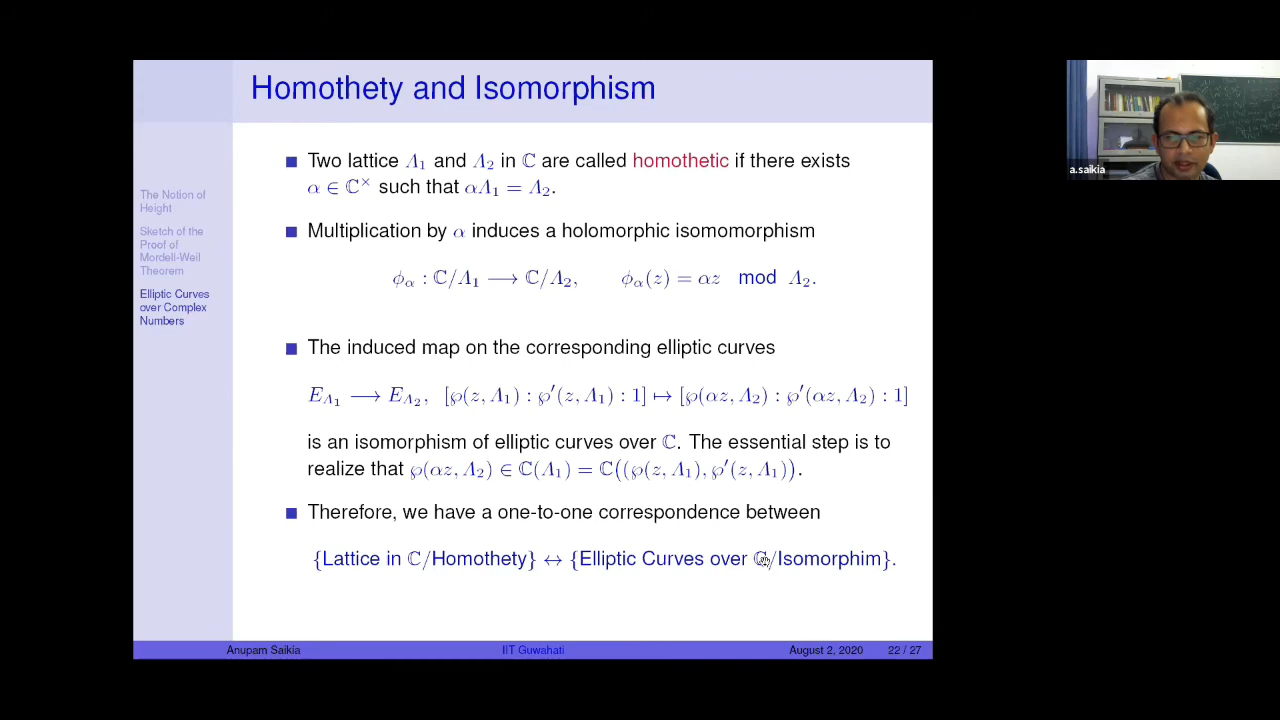 Homothety and Isomorphism
The Notion of
Height
Sketch of the
Proof of
Mordell-Weil
Theorem
Elliptic Curves
over Complex
Numbers
Two lattice Λ₁ and Λ₂ in ℂ are called homothetic if there exists
α ∈ ℂ× such that αΛ₁ = Λ₂.
Multiplication by α induces a holomorphic isomomorphism
ϕα : ℂ/Λ₁ ⟶ ℂ/Λ₂, ϕα(z) = αz mod Λ₂.
The induced map on the corresponding elliptic curves
E_Λ₁ ⟶ E_Λ₂, [℘(z, Λ₁) : ℘′(z, Λ₁) : 1] ↦ [℘(αz, Λ₂) : ℘′(αz, Λ₂) : 1]
is an isomorphism of elliptic curves over ℂ. The essential step is to
realize that ℘(αz, Λ₂) ∈ ℂ(Λ₁) = ℂ((℘(z, Λ₁), ℘′(z, Λ₁)).
Therefore, we have a one-to-one correspondence between
{Lattice in ℂ/Homothety} ↔ {Elliptic Curves over ℂ/Isomorphim}.
Anupam Saikia IIT Guwahati August 2, 2020 22 / 27
a.saikia